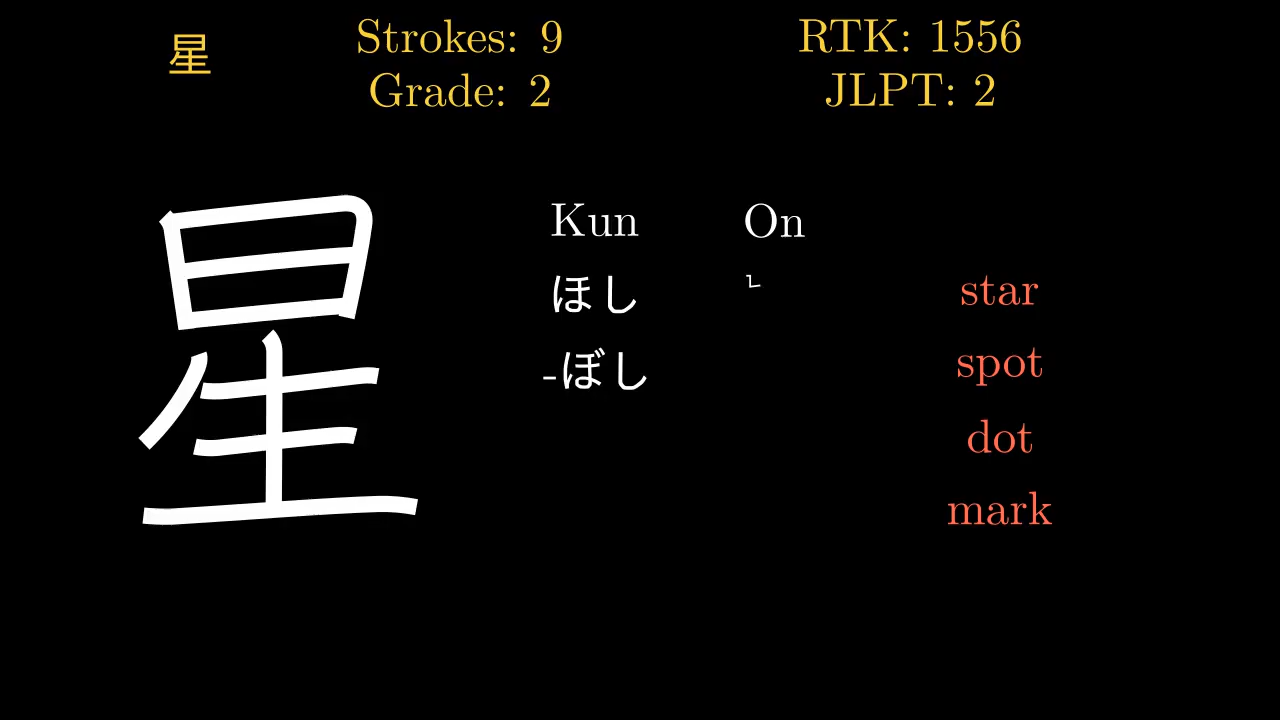 星
Strokes: 9
Grade: 2
RTK: 1556
JLPT: 2
星
Kun
ほし
-ぼし
On
star
spot
dot
mark